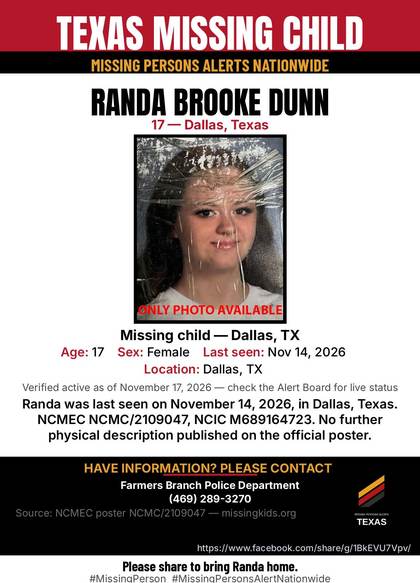 TEXAS MISSING CHILD
MISSING PERSONS ALERTS NATIONWIDE
RANDA BROOKE DUNN
17 — Dallas, Texas
ONLY PHOTO AVAILABLE
Missing child — Dallas, TX
Age: 17 Sex: Female Last seen: Nov 14, 2026
Location: Dallas, TX
Verified active as of November 17, 2026 — check the Alert Board for live status
Randa was last seen on November 14, 2026, in Dallas, Texas.
NCMEC NCMC/2109047, NCIC M689164723. No further
physical description published on the official poster.
HAVE INFORMATION? PLEASE CONTACT
Farmers Branch Police Department
(469) 289-3270
Source: NCMEC poster NCMC/2109047 — missingkids.org
TEXAS
https://www.facebook.com/share/g/1BkEVU7Vpv/
Please share to bring Randa home.
#MissingPerson #MissingPersonsAlertNationwide